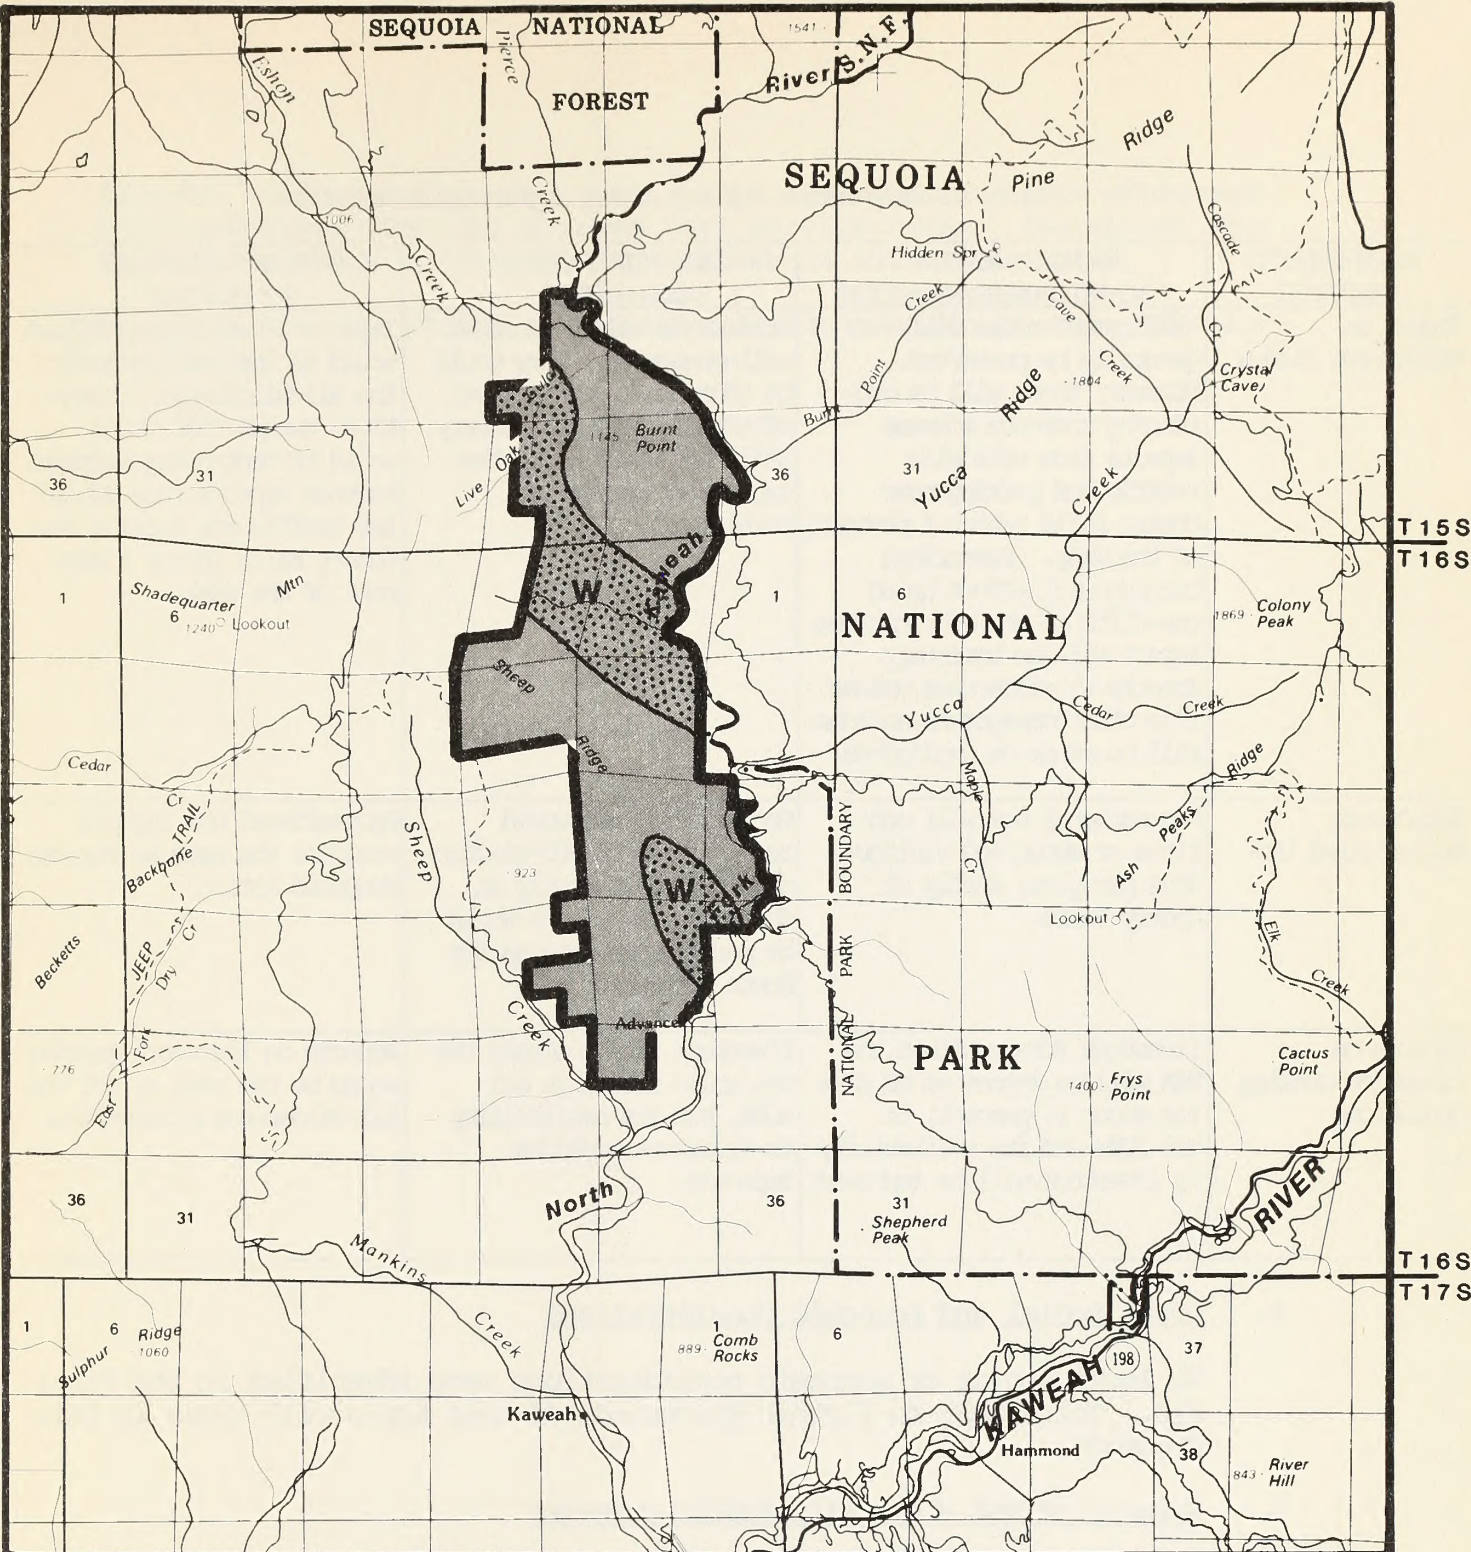 SEQUOIA NATIONAL
FOREST
Pierce
Creek
Eshon
Creek
1541
River S.N.F.
Ridge
Pine
SEQUOIA
1006
Hidden Spr
Cascade
Cr
Creek
Point
Burnt
Cave
Creek
Ridge
1804
Crystal
Cave
1145
Burnt
Point
Live
Oak
36
31
36
31
Yucca
Creek
T15S
T16S
Kaweah
W
1
Shadequarter
Mtn
6
1240
Lookout
1
6
NATIONAL
1869
Colony
Peak
Sheep
Ridge
Yucca
Cedar
Creek
Cedar
Cr
Maple
Cr
Ridge
Peaks
Ash
Lookout
TRAIL
Backbone
JEEP
Sheep
Creek
923
W
Fork
BOUNDARY
PARK
NATIONAL
Becketts
Dry
Cr
Fork
East
776
Advance
Elk
Creek
PARK
Cactus
Point
1400
Frys
Point
36
31
North
36
31
Shepherd
Peak
RIVER
T16S
T17S
Mankins
Creek
1
6
Ridge
1060
Sulphur
1
889
Comb
Rocks
6
198
37
KAWEAH
Kaweah
Hammond
38
843
River
Hill